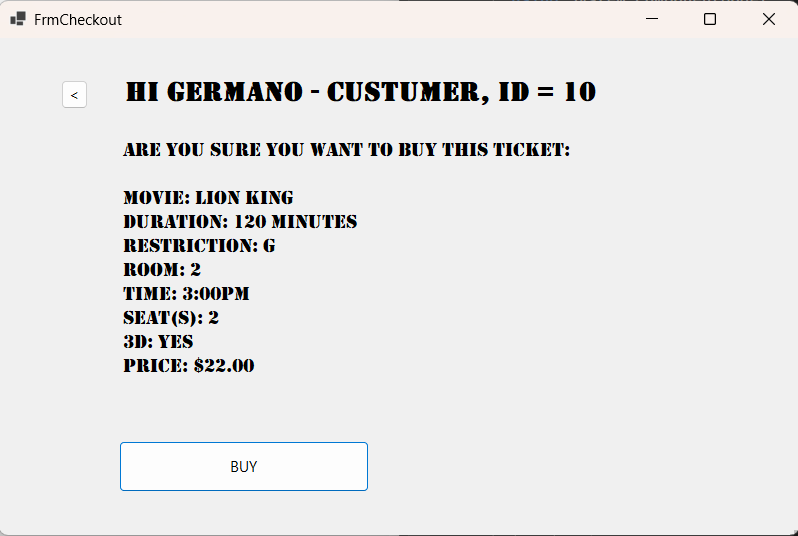 FrmCheckout
<
HI GERMANO - CUSTUMER, ID = 10
ARE YOU SURE YOU WANT TO BUY THIS TICKET:
MOVIE: LION KING
DURATION: 120 MINUTES
RESTRICTION: G
ROOM: 2
TIME: 3:00PM
SEAT(S): 2
3D: YES
PRICE: $22.00
BUY